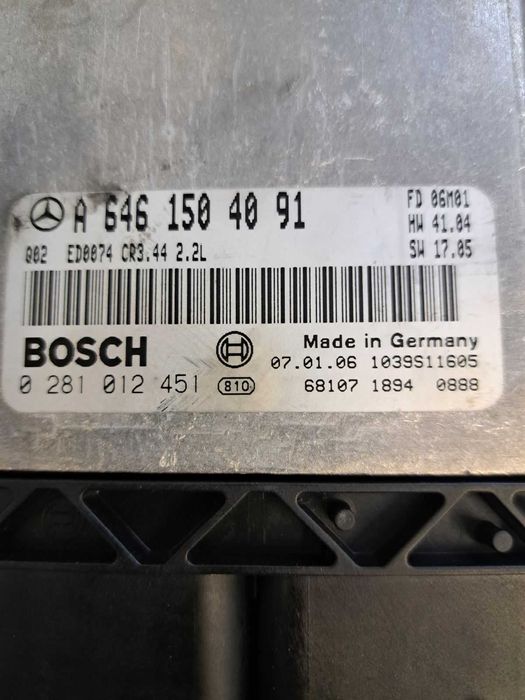 A 646 150 40 91
FD 06M01
HW 41.04
SW 17.05
Q02 ED0074 CR3.44 2.2L
BOSCH
Made in Germany
07.01.06 1039S11605
0 281 012 451 810
68107 1894 0888